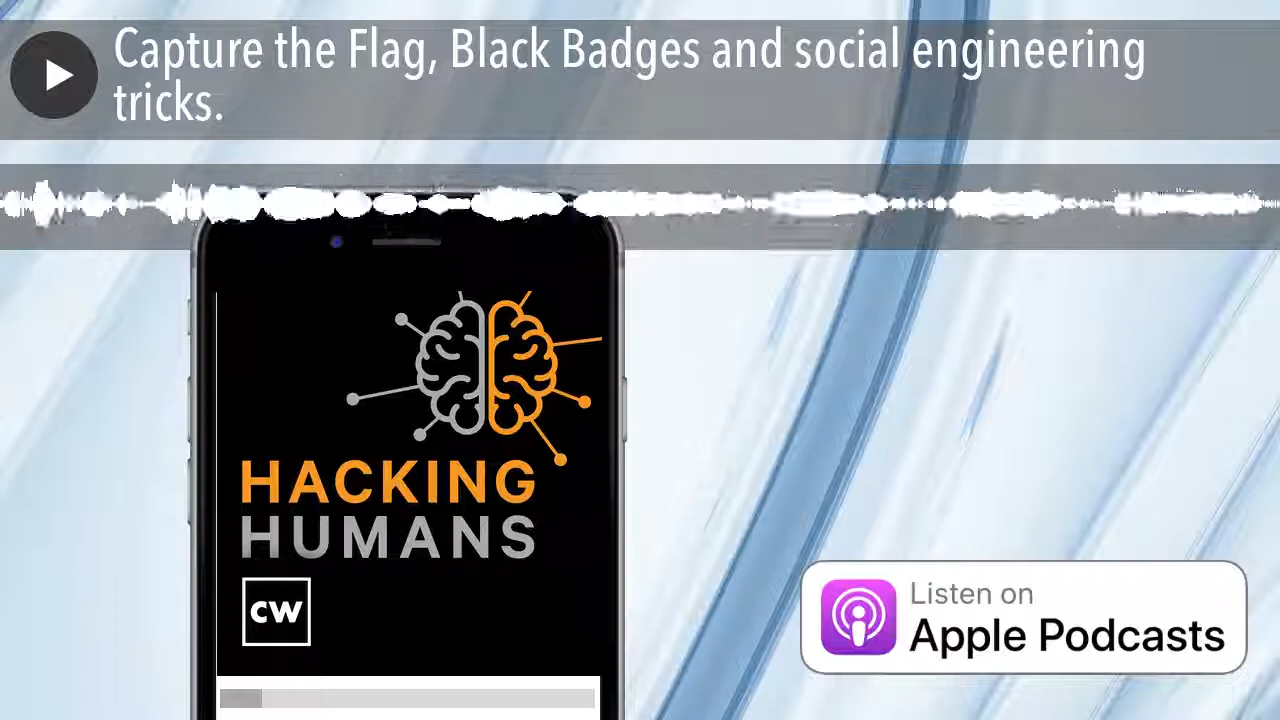 Capture the Flag, Black Badges and social engineering
tricks.
HACKING
HUMANS
CW
Listen on
Apple Podcasts